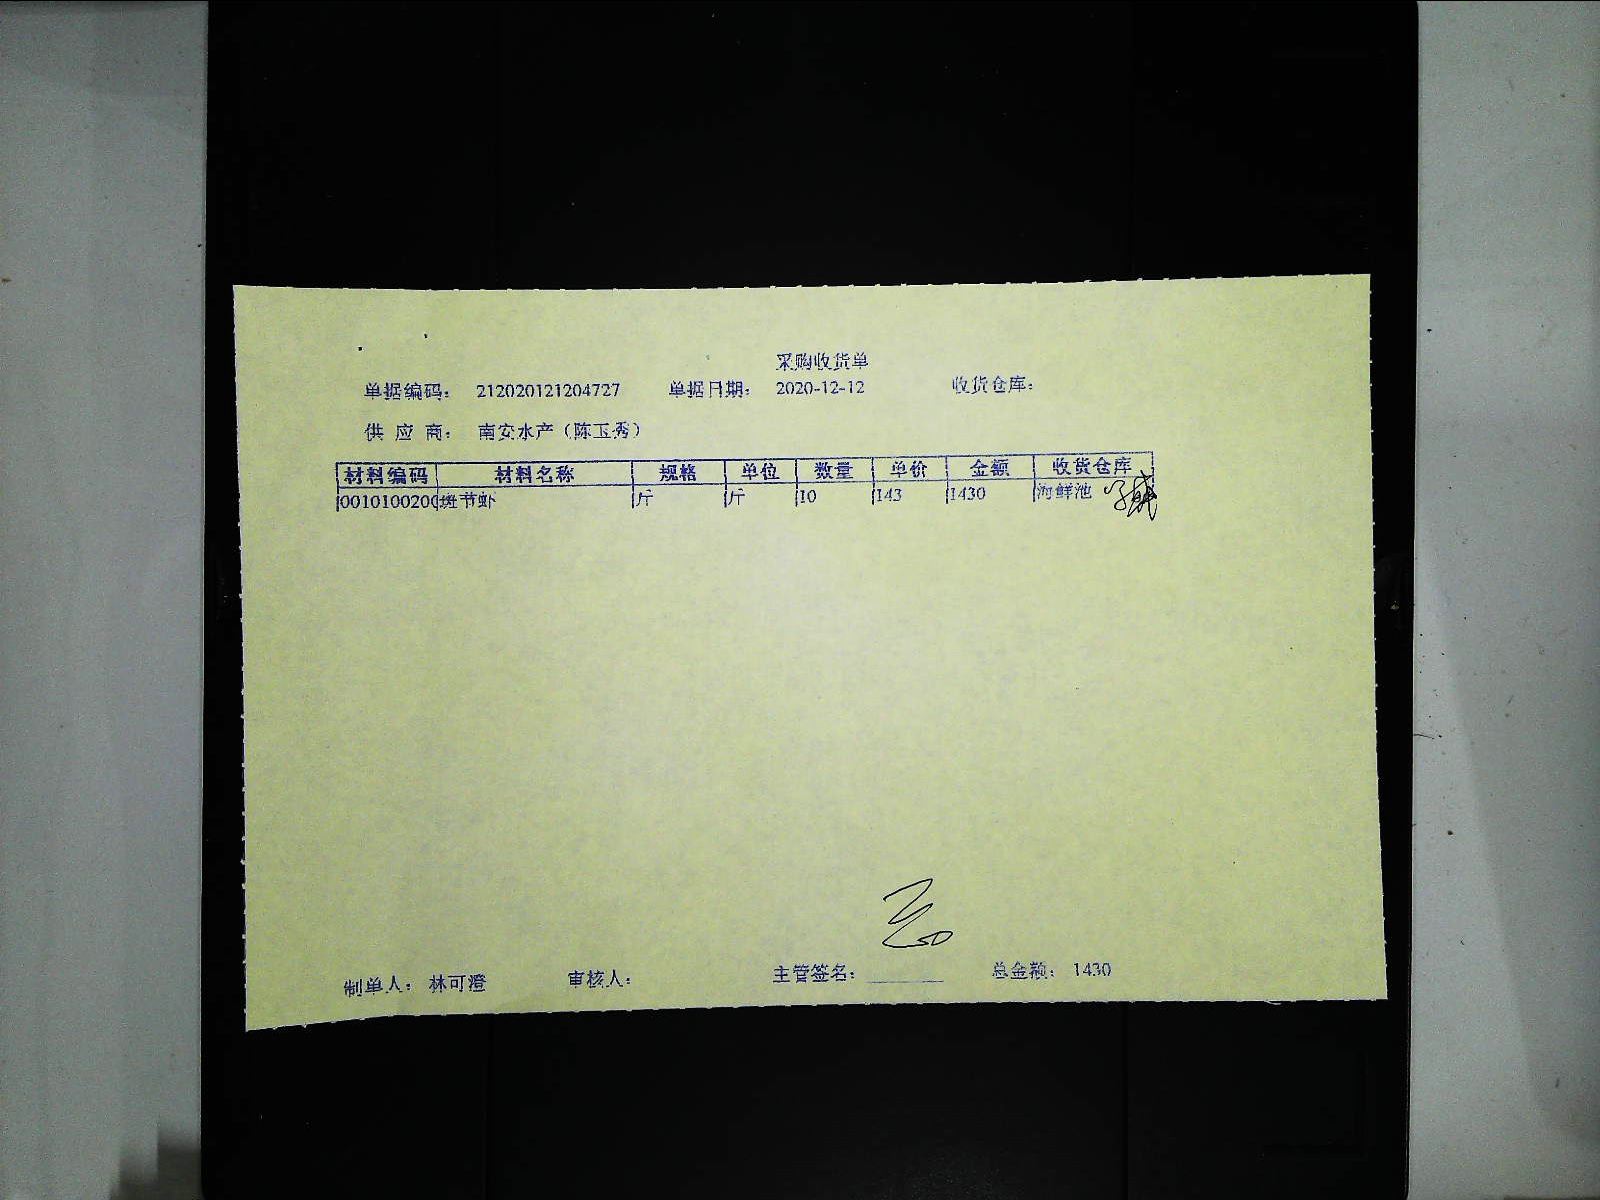 采购收货单
单据编码： 212020121204727 单据日期： 2020-12-12 收货仓库：
供 应 商： 南安水产（陈玉秀）
材料编码 材料名称 规格 单位 数量 单价 金额 收货仓库
0010100200 斑节虾 斤 斤 10 143 1430 海鲜池
制单人： 林可澄 审核人： 主管签名： 总金额： 1430